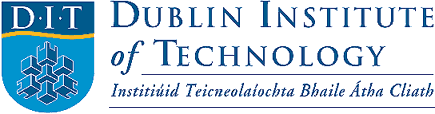 D·I·T
DUBLIN INSTITUTE
of TECHNOLOGY
Institiúid Teicneolaíochta Bhaile Átha Cliath